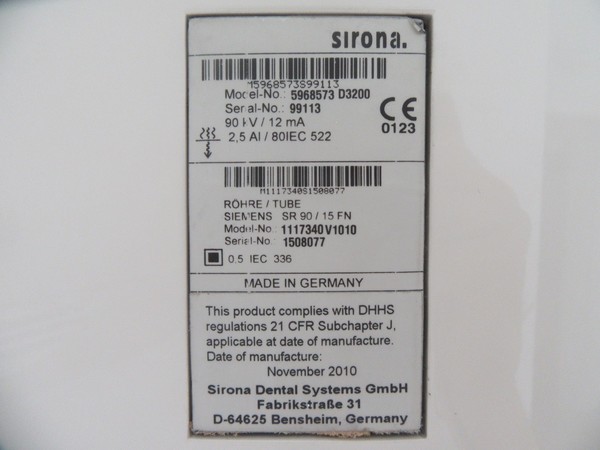 sirona.
M5968573S99113
Model-No.: 5968573 D3200
Serial-No.: 99113
90 kV / 12 mA
2,5 Al / 80IEC 522
CE
0123
M1117340S1508077
RÖHRE / TUBE
SIEMENS SR 90 / 15 FN
Model-No.: 1117340V1010
Serial-No.: 1508077
0.5 IEC 336
MADE IN GERMANY
This product complies with DHHS
regulations 21 CFR Subchapter J,
applicable at date of manufacture.
Date of manufacture:
November 2010
Sirona Dental Systems GmbH
Fabrikstraße 31
D-64625 Bensheim, Germany